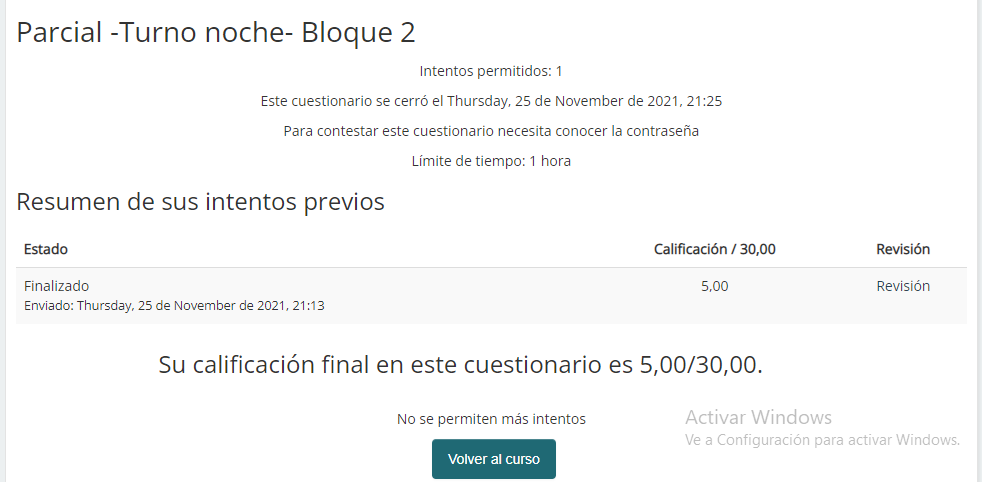 Parcial -Turno noche- Bloque 2
Intentos permitidos: 1
Este cuestionario se cerró el Thursday, 25 de November de 2021, 21:25
Para contestar este cuestionario necesita conocer la contraseña
Límite de tiempo: 1 hora
Resumen de sus intentos previos
Estado Calificación / 30,00 Revisión
Finalizado 5,00 Revisión
Enviado: Thursday, 25 de November de 2021, 21:13
Su calificación final en este cuestionario es 5,00/30,00.
No se permiten más intentos
Activar Windows
Ve a Configuración para activar Windows.
Volver al curso